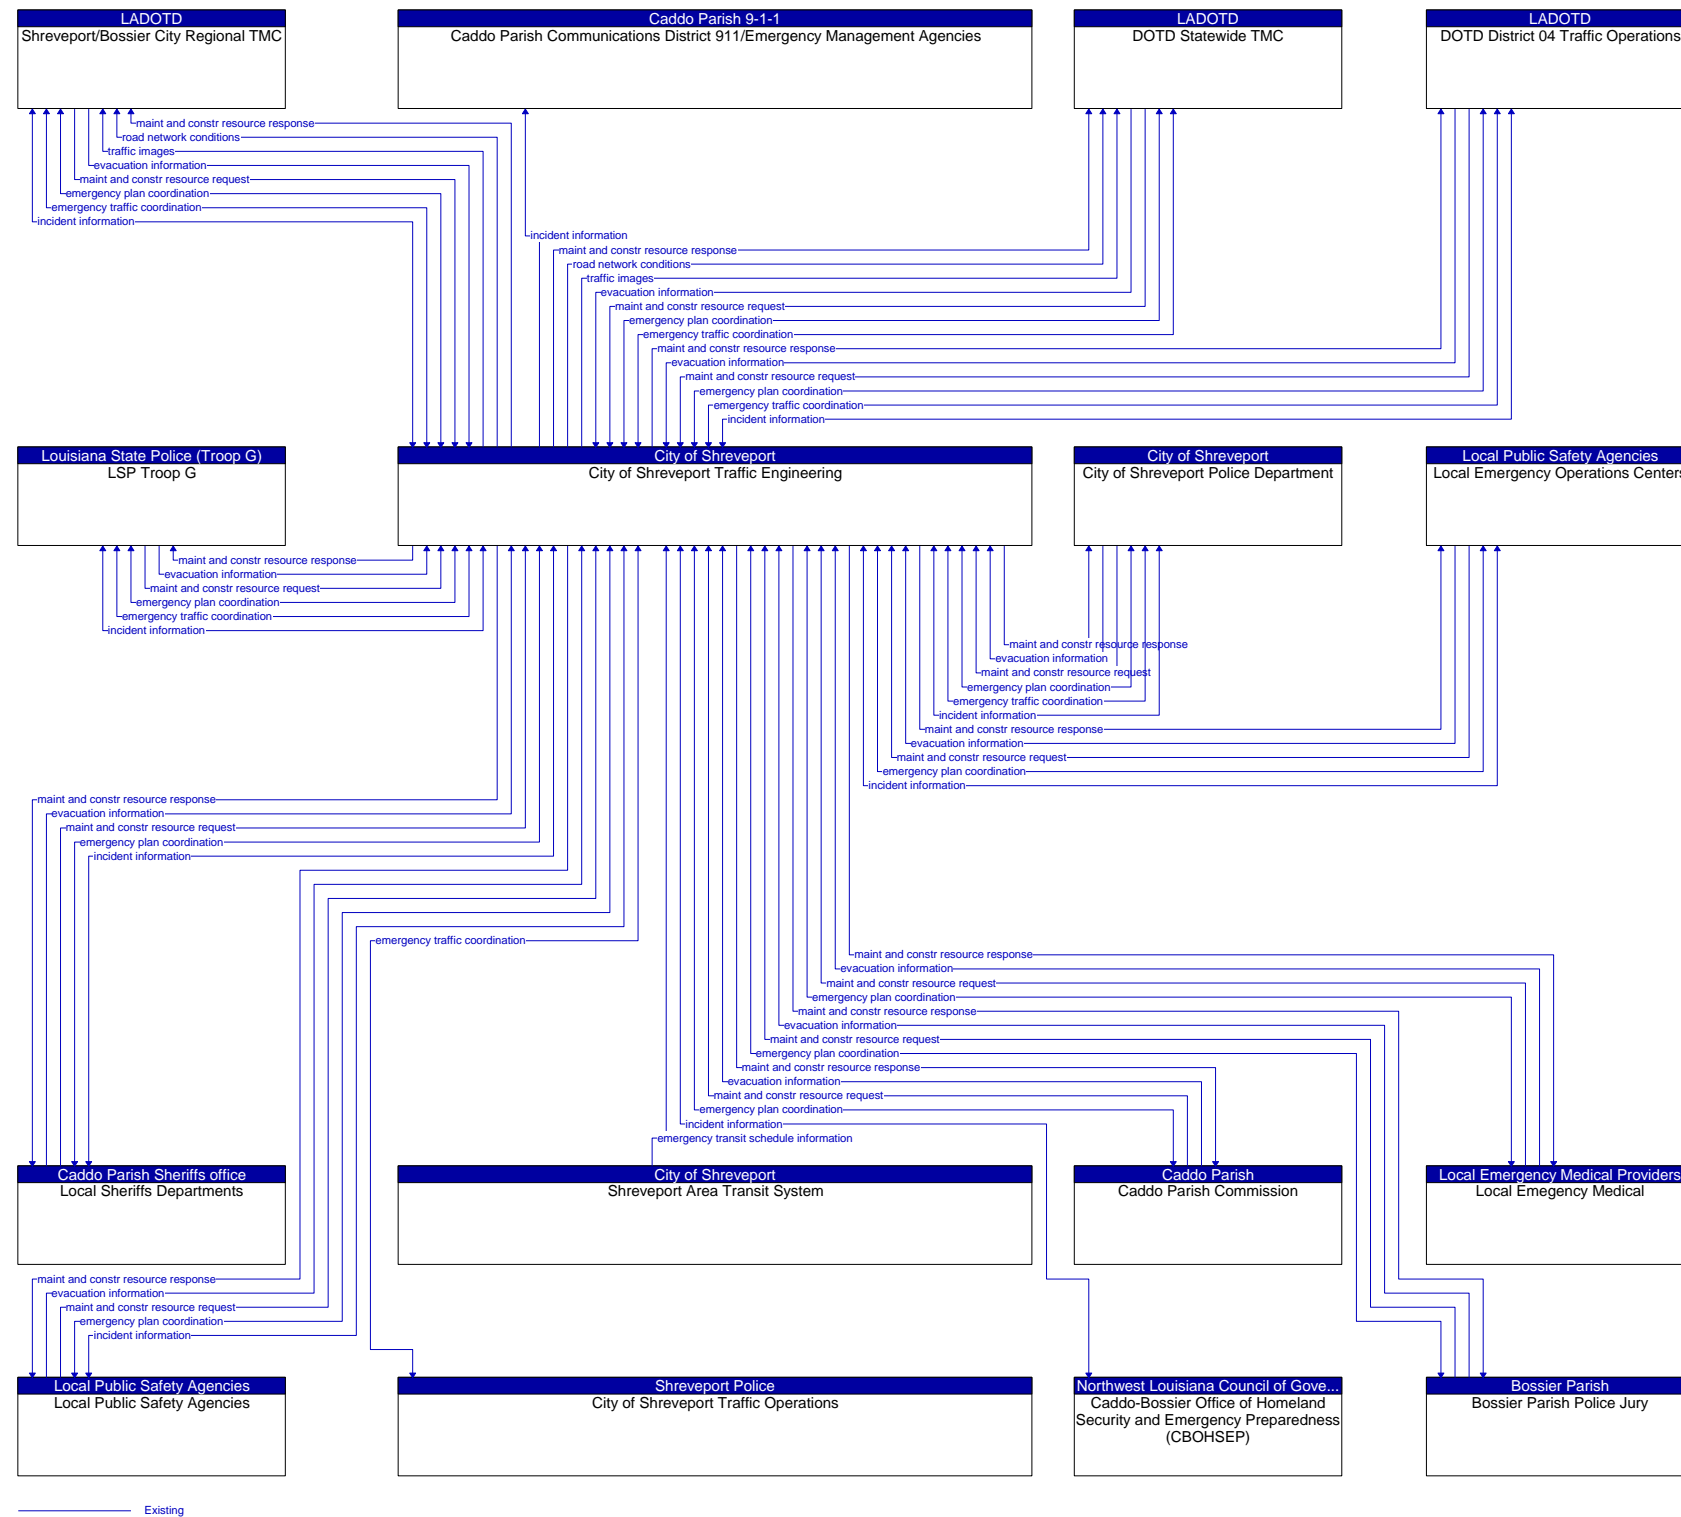 LADOTD
Shreveport/Bossier City Regional TMC
Caddo Parish 9-1-1
Caddo Parish Communications District 911/Emergency Management Agencies
LADOTD
DOTD Statewide TMC
LADOTD
DOTD District 04 Traffic Operations
maint and constr resource response
road network conditions
traffic images
evacuation information
maint and constr resource request
emergency plan coordination
emergency traffic coordination
incident information
incident information
maint and constr resource response
road network conditions
traffic images
evacuation information
maint and constr resource request
emergency plan coordination
emergency traffic coordination
maint and constr resource response
evacuation information
maint and constr resource request
emergency plan coordination
emergency traffic coordination
incident information
Louisiana State Police (Troop G)
LSP Troop G
City of Shreveport
City of Shreveport Traffic Engineering
City of Shreveport
City of Shreveport Police Department
Local Public Safety Agencies
Local Emergency Operations Centers
maint and constr resource response
evacuation information
maint and constr resource request
emergency plan coordination
emergency traffic coordination
incident information
maint and constr resource response
evacuation information
maint and constr resource request
emergency plan coordination
emergency traffic coordination
incident information
maint and constr resource response
evacuation information
maint and constr resource request
emergency plan coordination
incident information
maint and constr resource response
evacuation information
maint and constr resource request
emergency plan coordination
incident information
emergency traffic coordination
maint and constr resource response
evacuation information
maint and constr resource request
emergency plan coordination
maint and constr resource response
evacuation information
maint and constr resource request
emergency plan coordination
maint and constr resource response
evacuation information
maint and constr resource request
emergency plan coordination
incident information
emergency transit schedule information
Caddo Parish Sheriffs office
Local Sheriffs Departments
City of Shreveport
Shreveport Area Transit System
Caddo Parish
Caddo Parish Commission
Local Emergency Medical Providers
Local Emegency Medical
maint and constr resource response
evacuation information
maint and constr resource request
emergency plan coordination
incident information
Local Public Safety Agencies
Local Public Safety Agencies
Shreveport Police
City of Shreveport Traffic Operations
Northwest Louisiana Council of Gove...
Caddo-Bossier Office of Homeland
Security and Emergency Preparedness
(CBOHSEP)
Bossier Parish
Bossier Parish Police Jury
Existing